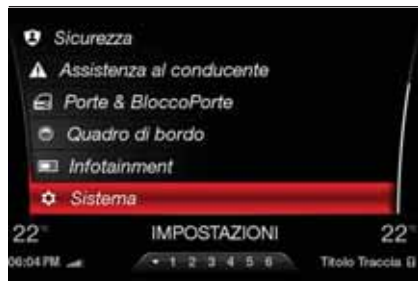 Sicurezza
Assistenza al conducente
Porte & BloccoPorte
Quadro di bordo
Infotainment
Sistema
22° IMPOSTAZIONI 22°
06:04 PM 1 2 3 4 5 6 Titolo Traccia